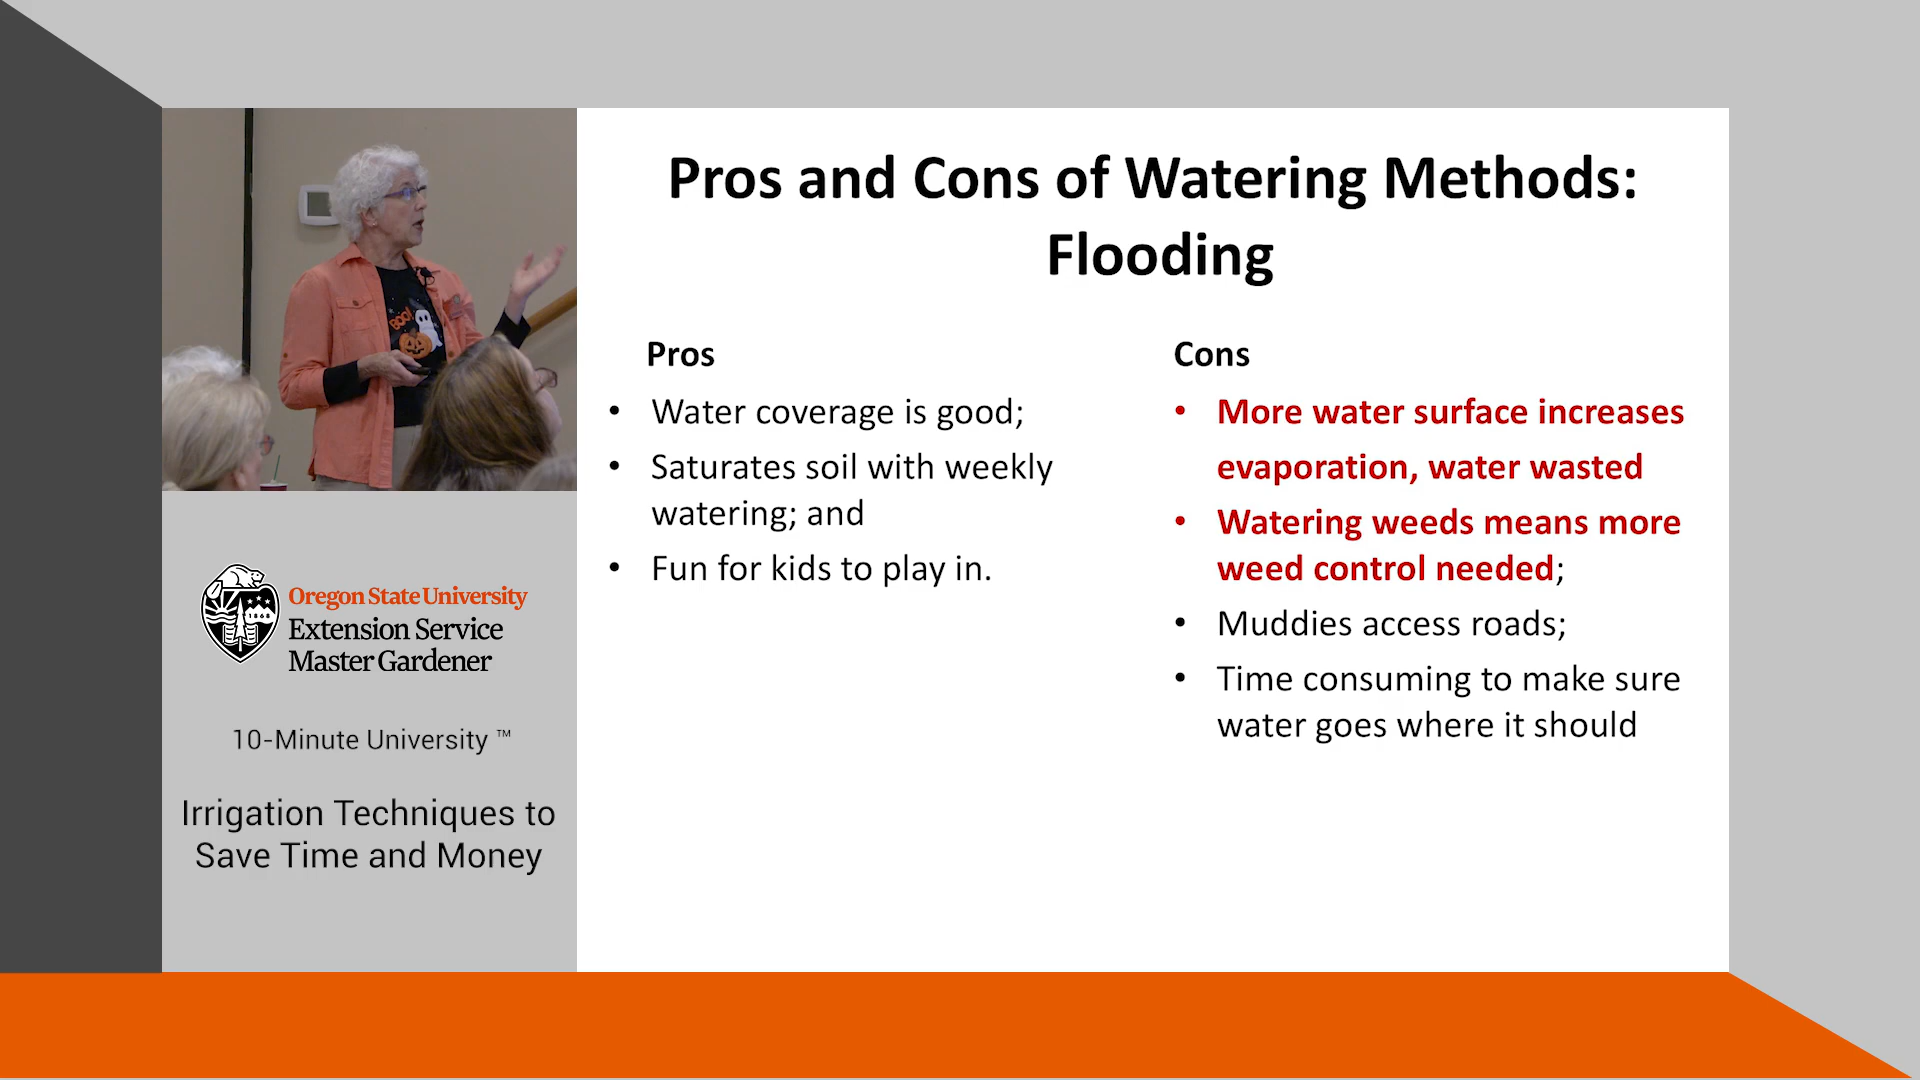 Pros and Cons of Watering Methods:
Flooding
Pros
• Water coverage is good;
• Saturates soil with weekly
watering; and
• Fun for kids to play in.
Cons
• More water surface increases
evaporation, water wasted
• Watering weeds means more
weed control needed;
• Muddies access roads;
• Time consuming to make sure
water goes where it should
BOO!
1868
Oregon State University
Extension Service
Master Gardener
10-Minute University ™
Irrigation Techniques to
Save Time and Money